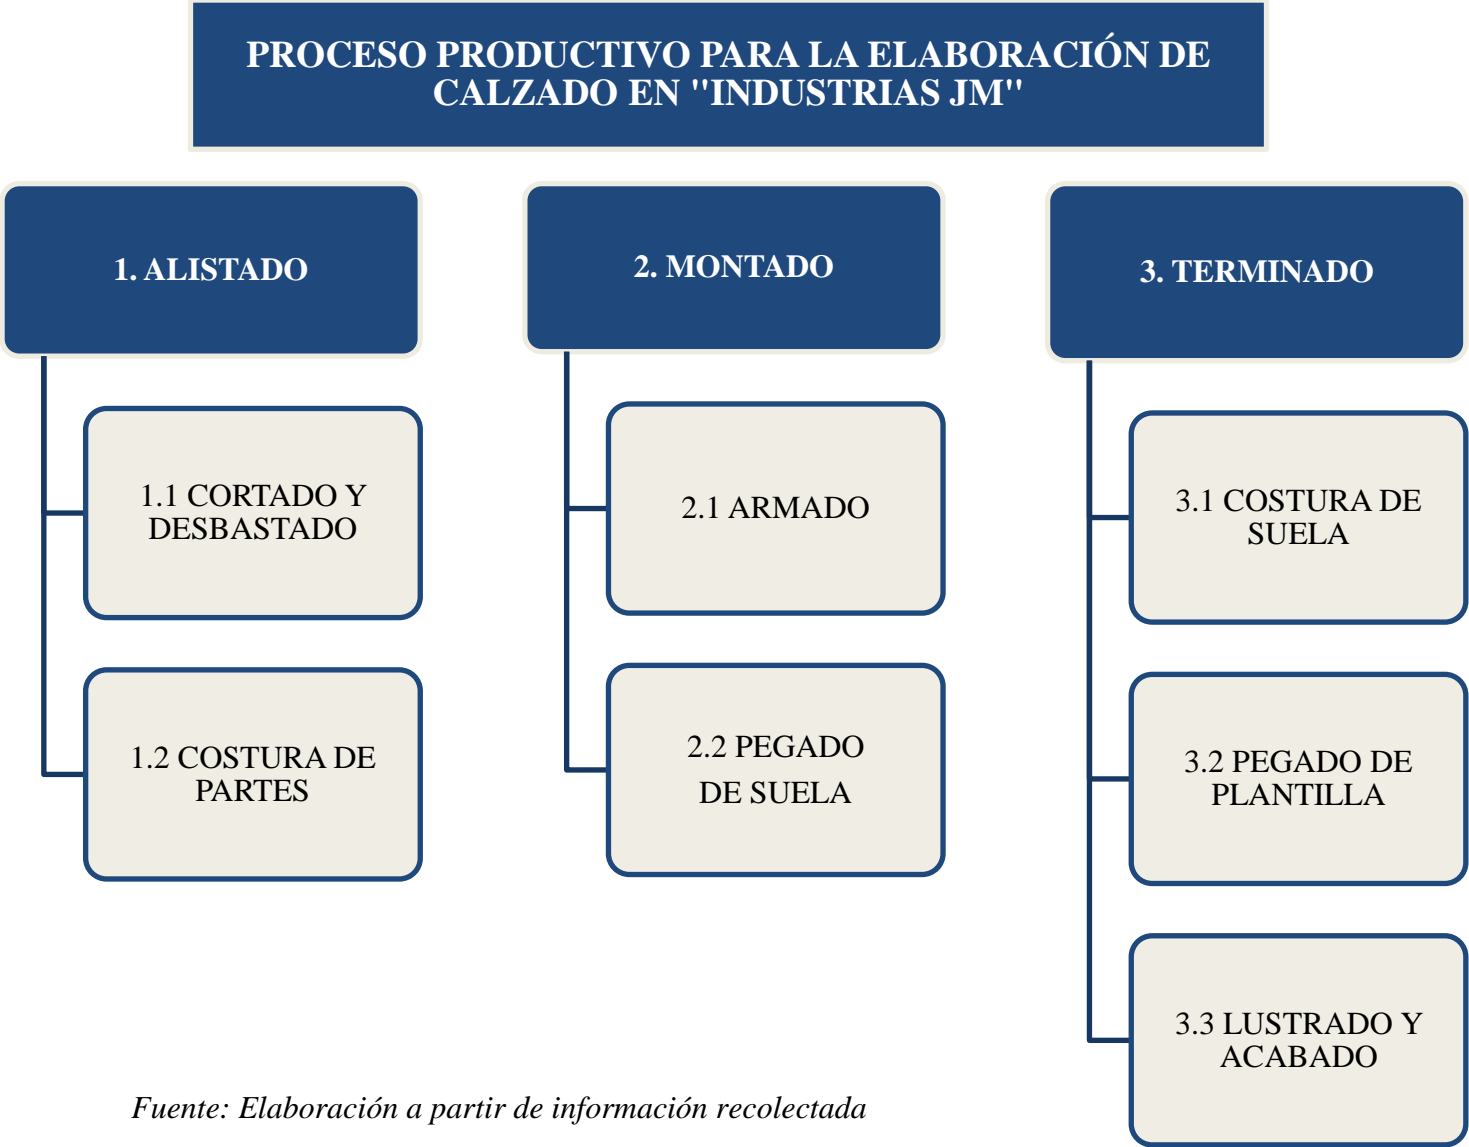 PROCESO PRODUCTIVO PARA LA ELABORACIÓN DE
CALZADO EN "INDUSTRIAS JM"
1. ALISTADO
1.1 CORTADO Y
DESBASTADO
1.2 COSTURA DE
PARTES
2. MONTADO
2.1 ARMADO
2.2 PEGADO
DE SUELA
3. TERMINADO
3.1 COSTURA DE
SUELA
3.2 PEGADO DE
PLANTILLA
3.3 LUSTRADO Y
ACABADO
Fuente: Elaboración a partir de información recolectada